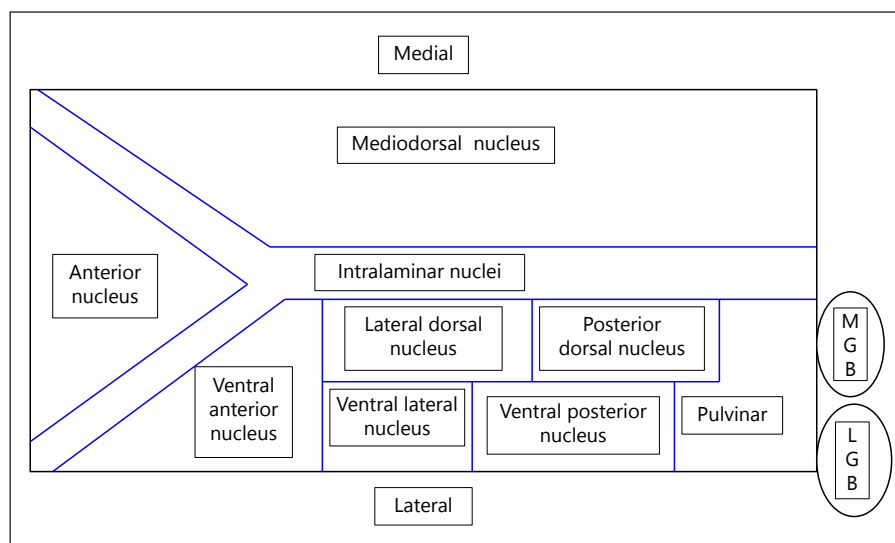 Medial
Mediodorsal nucleus
Anterior
nucleus
Intralaminar nuclei
Lateral dorsal
nucleus
Posterior
dorsal nucleus
M
G
B
Ventral
anterior
nucleus
Ventral lateral
nucleus
Ventral posterior
nucleus
Pulvinar
L
G
B
Lateral